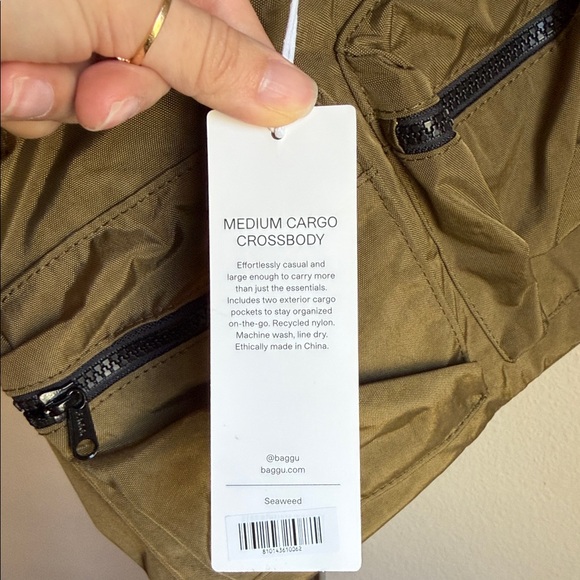 MEDIUM CARGO
CROSSBODY
Effortlessly casual and
large enough to carry more
than just the essentials.
Includes two exterior cargo
pockets to stay organized
on-the-go. Recycled nylon.
Machine wash, line dry.
Ethically made in China.
@baggu
baggu.com
Seaweed
810143610062